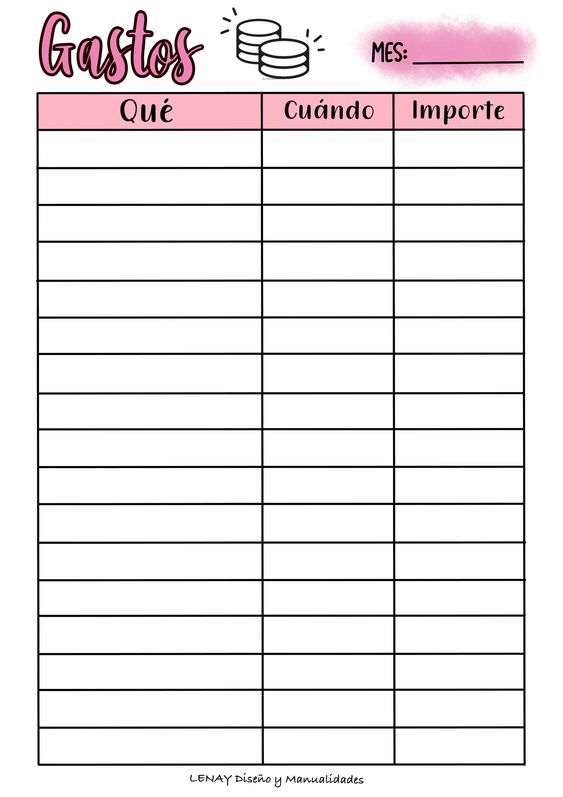 Gastos
MES:
Qué Cuándo Importe
LENAY Diseño y Manualidades